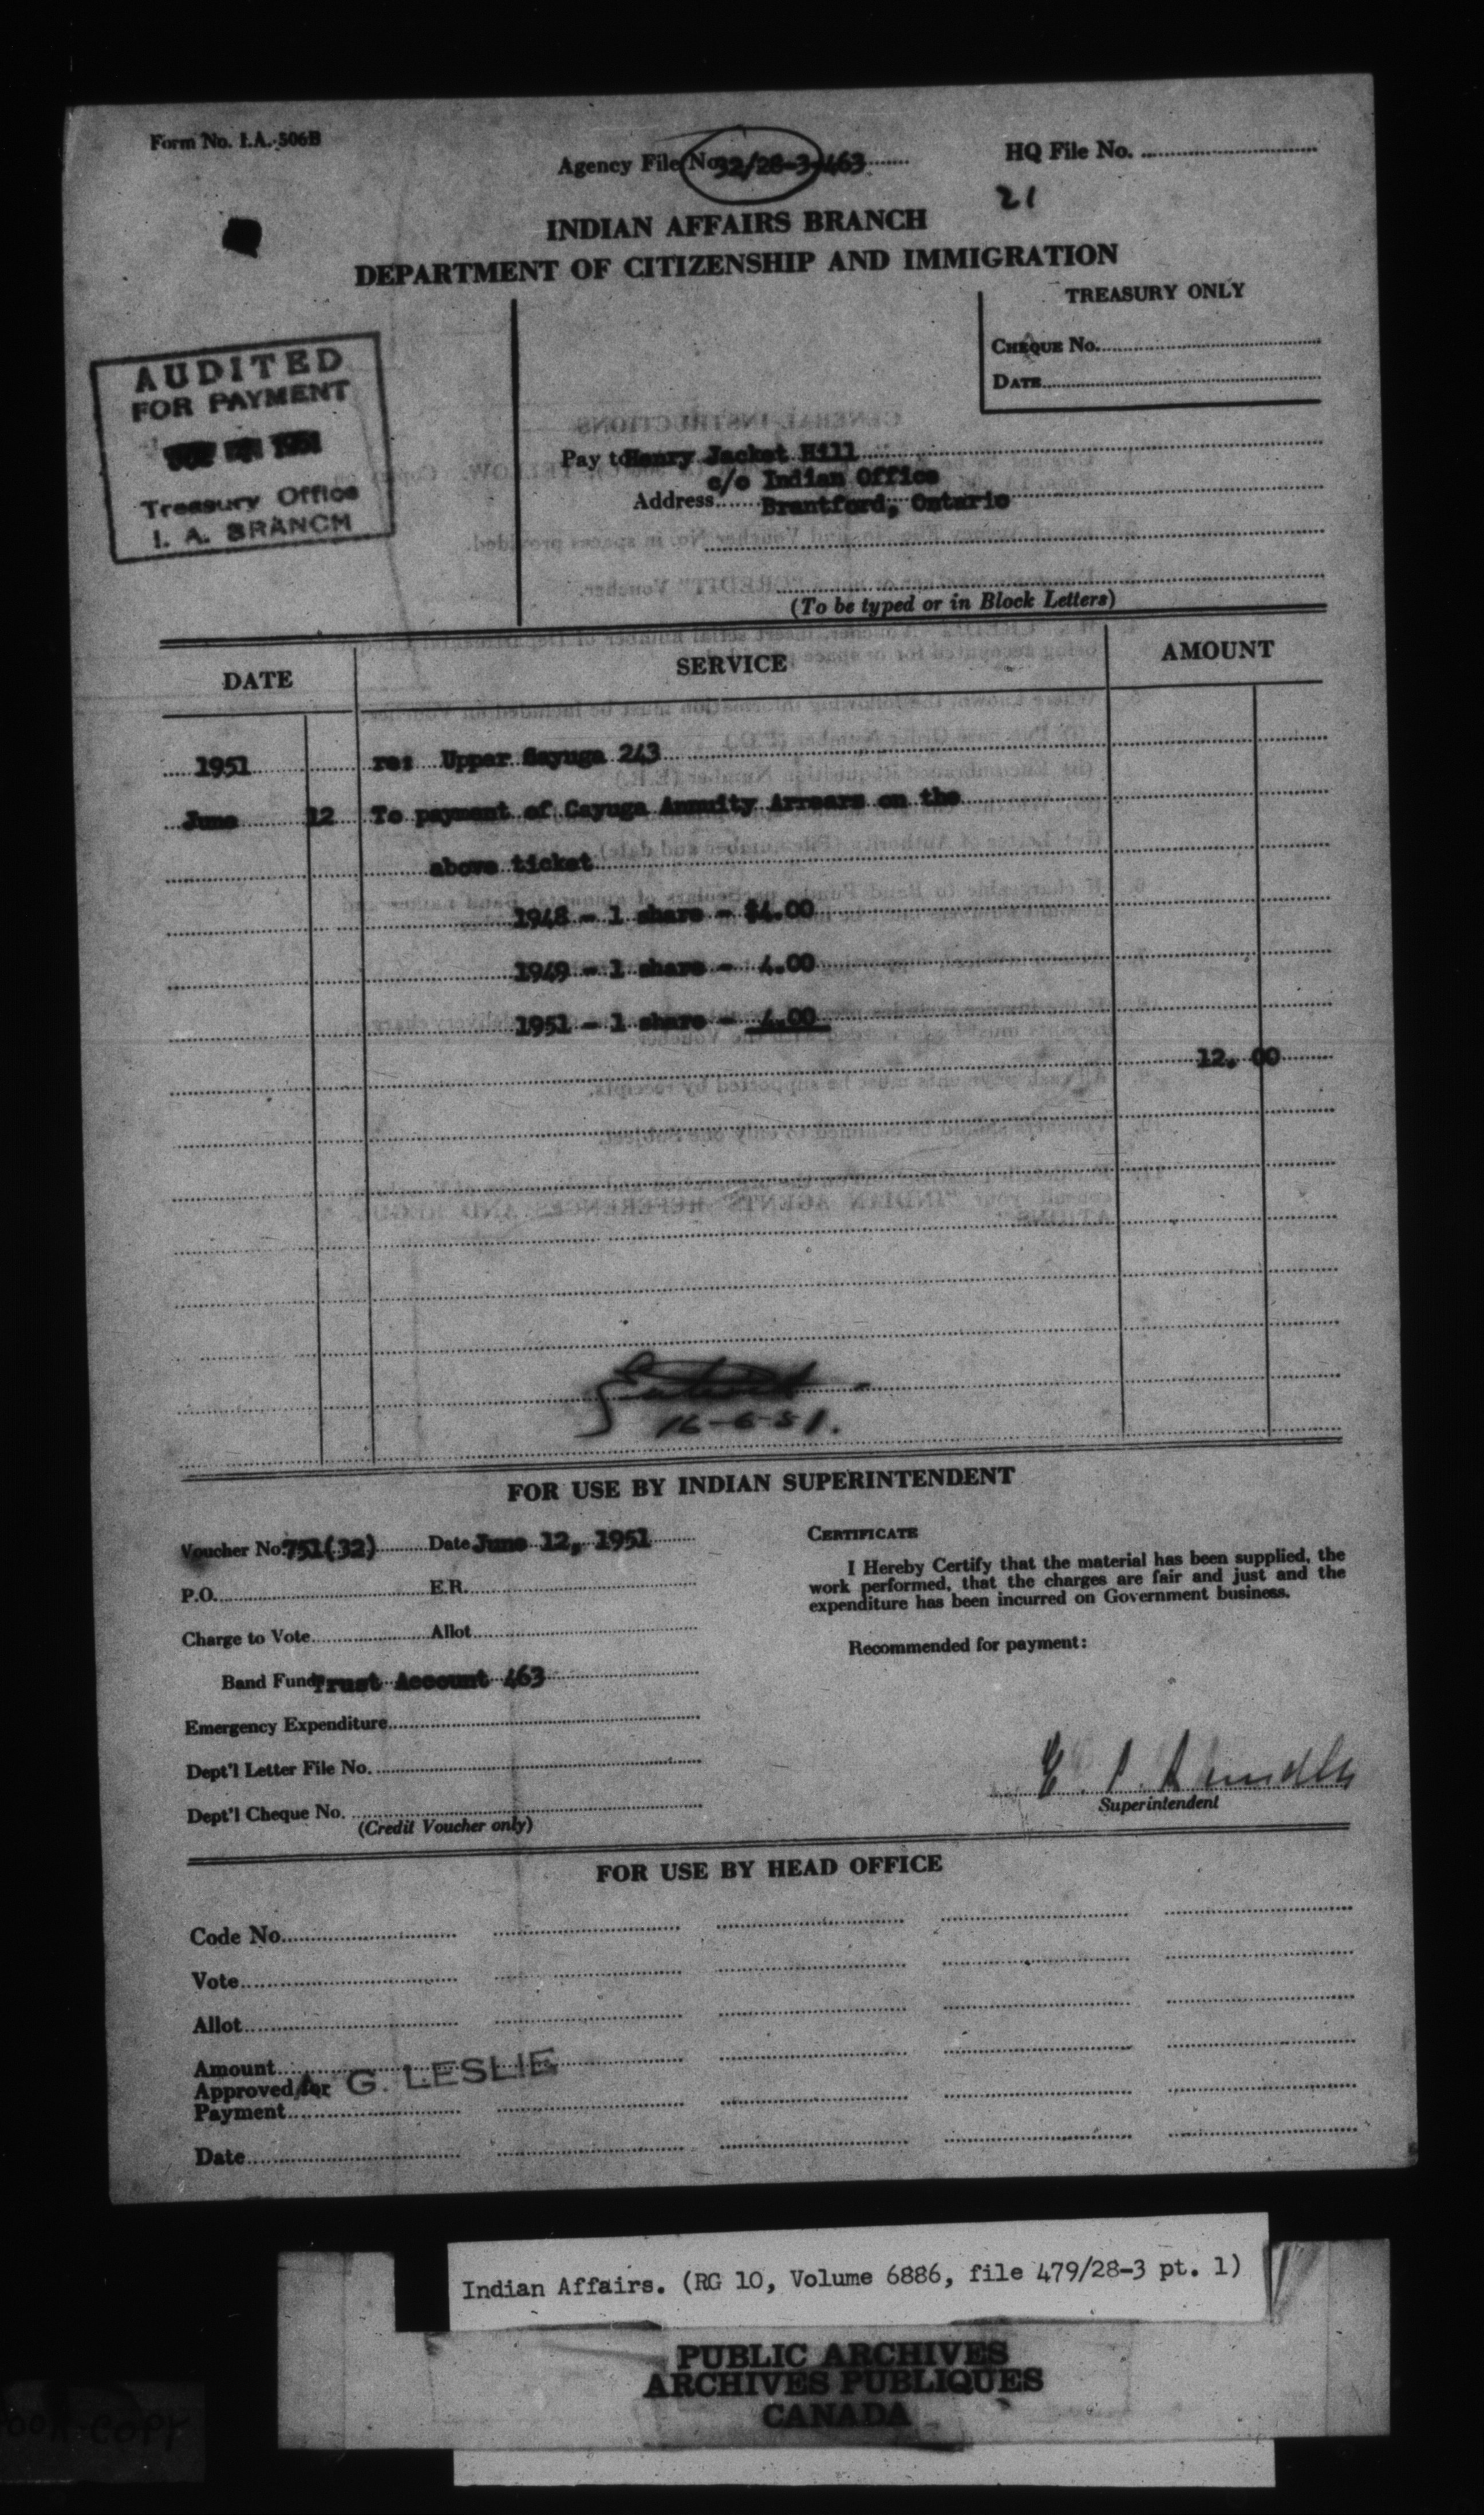 Form No. I.A. 506B
Agency File No. 32/28-3-463
HQ File No.
21
INDIAN AFFAIRS BRANCH
DEPARTMENT OF CITIZENSHIP AND IMMIGRATION
TREASURY ONLY
CHEQUE No.
DATE
AUDITED
FOR PAYMENT
1951
Treasury Office
I. A. BRANCH
Pay to Henry Jacket Hill
c/o Indian Office
Address Brantford, Ontario
(To be typed or in Block Letters)
DATE SERVICE AMOUNT
1951 re: Upper Cayuga 243
June 12 To payment of Cayuga Annuity Arrears on the
above ticket
1948 - 1 share - $4.00
1949 - 1 share - 4.00
1951 - 1 share - 4.00
12. 00
16-6-51.
FOR USE BY INDIAN SUPERINTENDENT
Voucher No. 751(32) Date June 12, 1951
P.O. E.R.
Charge to Vote Allot
Band Fund Trust Account 463
Emergency Expenditure
Dept'l Letter File No.
Dept'l Cheque No.
(Credit Voucher only)
CERTIFICATE
I Hereby Certify that the material has been supplied, the
work performed, that the charges are fair and just and the
expenditure has been incurred on Government business.
Recommended for payment:
Superintendent
FOR USE BY HEAD OFFICE
Code No.
Vote
Allot
Amount
Approved for
Payment
G. LESLIE
Date
Indian Affairs. (RG 10, Volume 6886, file 479/28-3 pt. 1)
PUBLIC ARCHIVES
ARCHIVES PUBLIQUES
CANADA
COPY